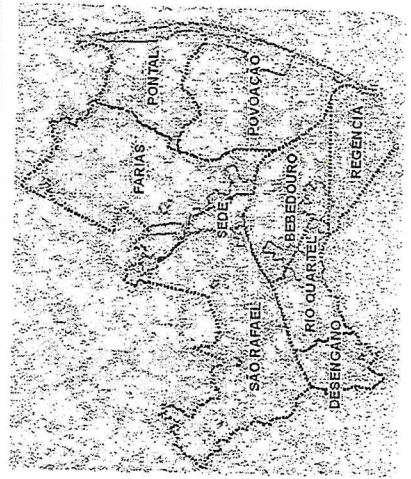 PONTAL
POVOAÇÃO
FARIAS
REGÊNCIA
SEDE
BEBEDOURO
RIO QUARTEL
SÃO RAFAEL
DESENGANO